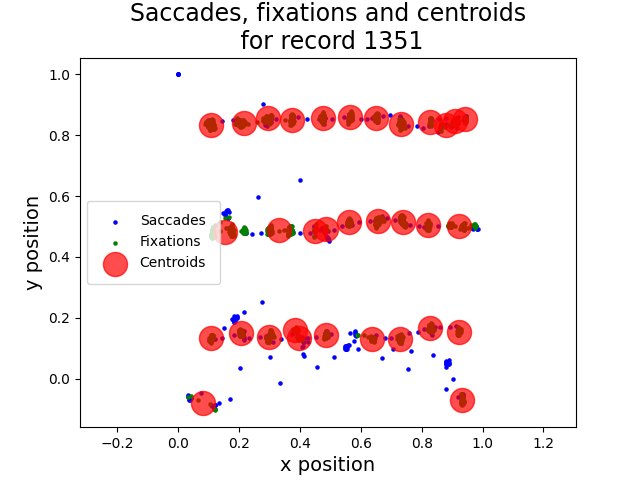 Saccades, fixations and centroids
for record 1351
1.0
0.8
0.6
0.4
0.2
0.0
y position
Saccades
Fixations
Centroids
−0.2 0.0 0.2 0.4 0.6 0.8 1.0 1.2
x position